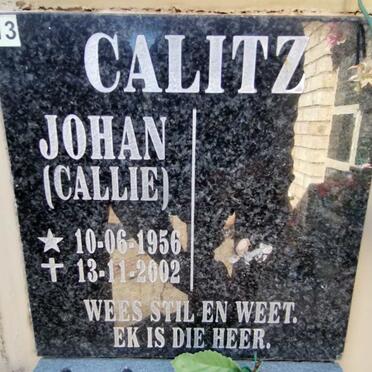 13
CALITZ
JOHAN
(CALLIE)
★ 10-06-1956
✝ 13-11-2002
WEES STIL EN WEET.
EK IS DIE HEER.